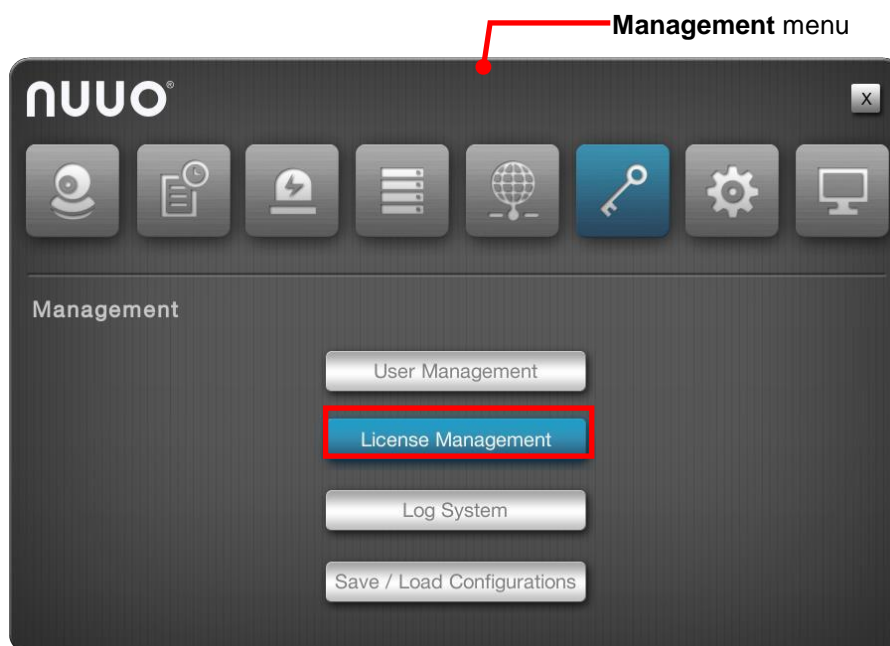 Management menu
nuuo®
X
Management
User Management
License Management
Log System
Save / Load Configurations